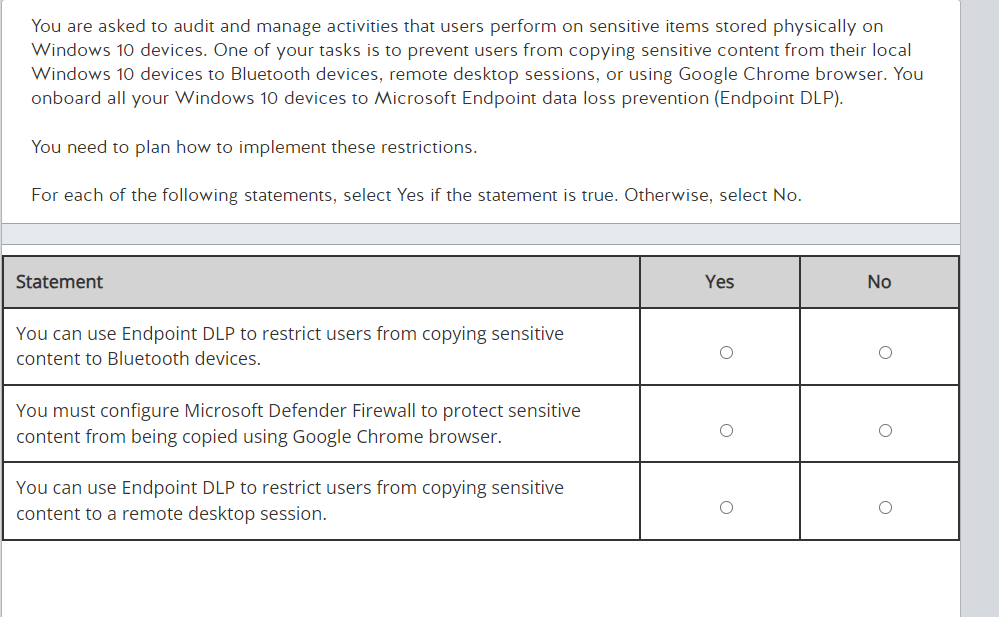 You are asked to audit and manage activities that users perform on sensitive items stored physically on
Windows 10 devices. One of your tasks is to prevent users from copying sensitive content from their local
Windows 10 devices to Bluetooth devices, remote desktop sessions, or using Google Chrome browser. You
onboard all your Windows 10 devices to Microsoft Endpoint data loss prevention (Endpoint DLP).
You need to plan how to implement these restrictions.
For each of the following statements, select Yes if the statement is true. Otherwise, select No.
Statement Yes No
You can use Endpoint DLP to restrict users from copying sensitive
content to Bluetooth devices.
You must configure Microsoft Defender Firewall to protect sensitive
content from being copied using Google Chrome browser.
You can use Endpoint DLP to restrict users from copying sensitive
content to a remote desktop session.